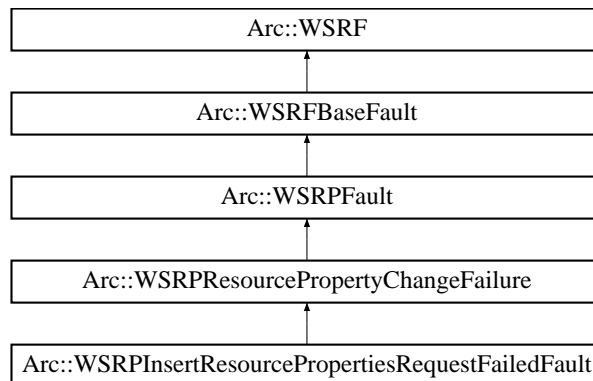 Arc::WSRF
Arc::WSRFBaseFault
Arc::WSRPFault
Arc::WSRPResourcePropertyChangeFailure
Arc::WSRPInsertResourcePropertiesRequestFailedFault